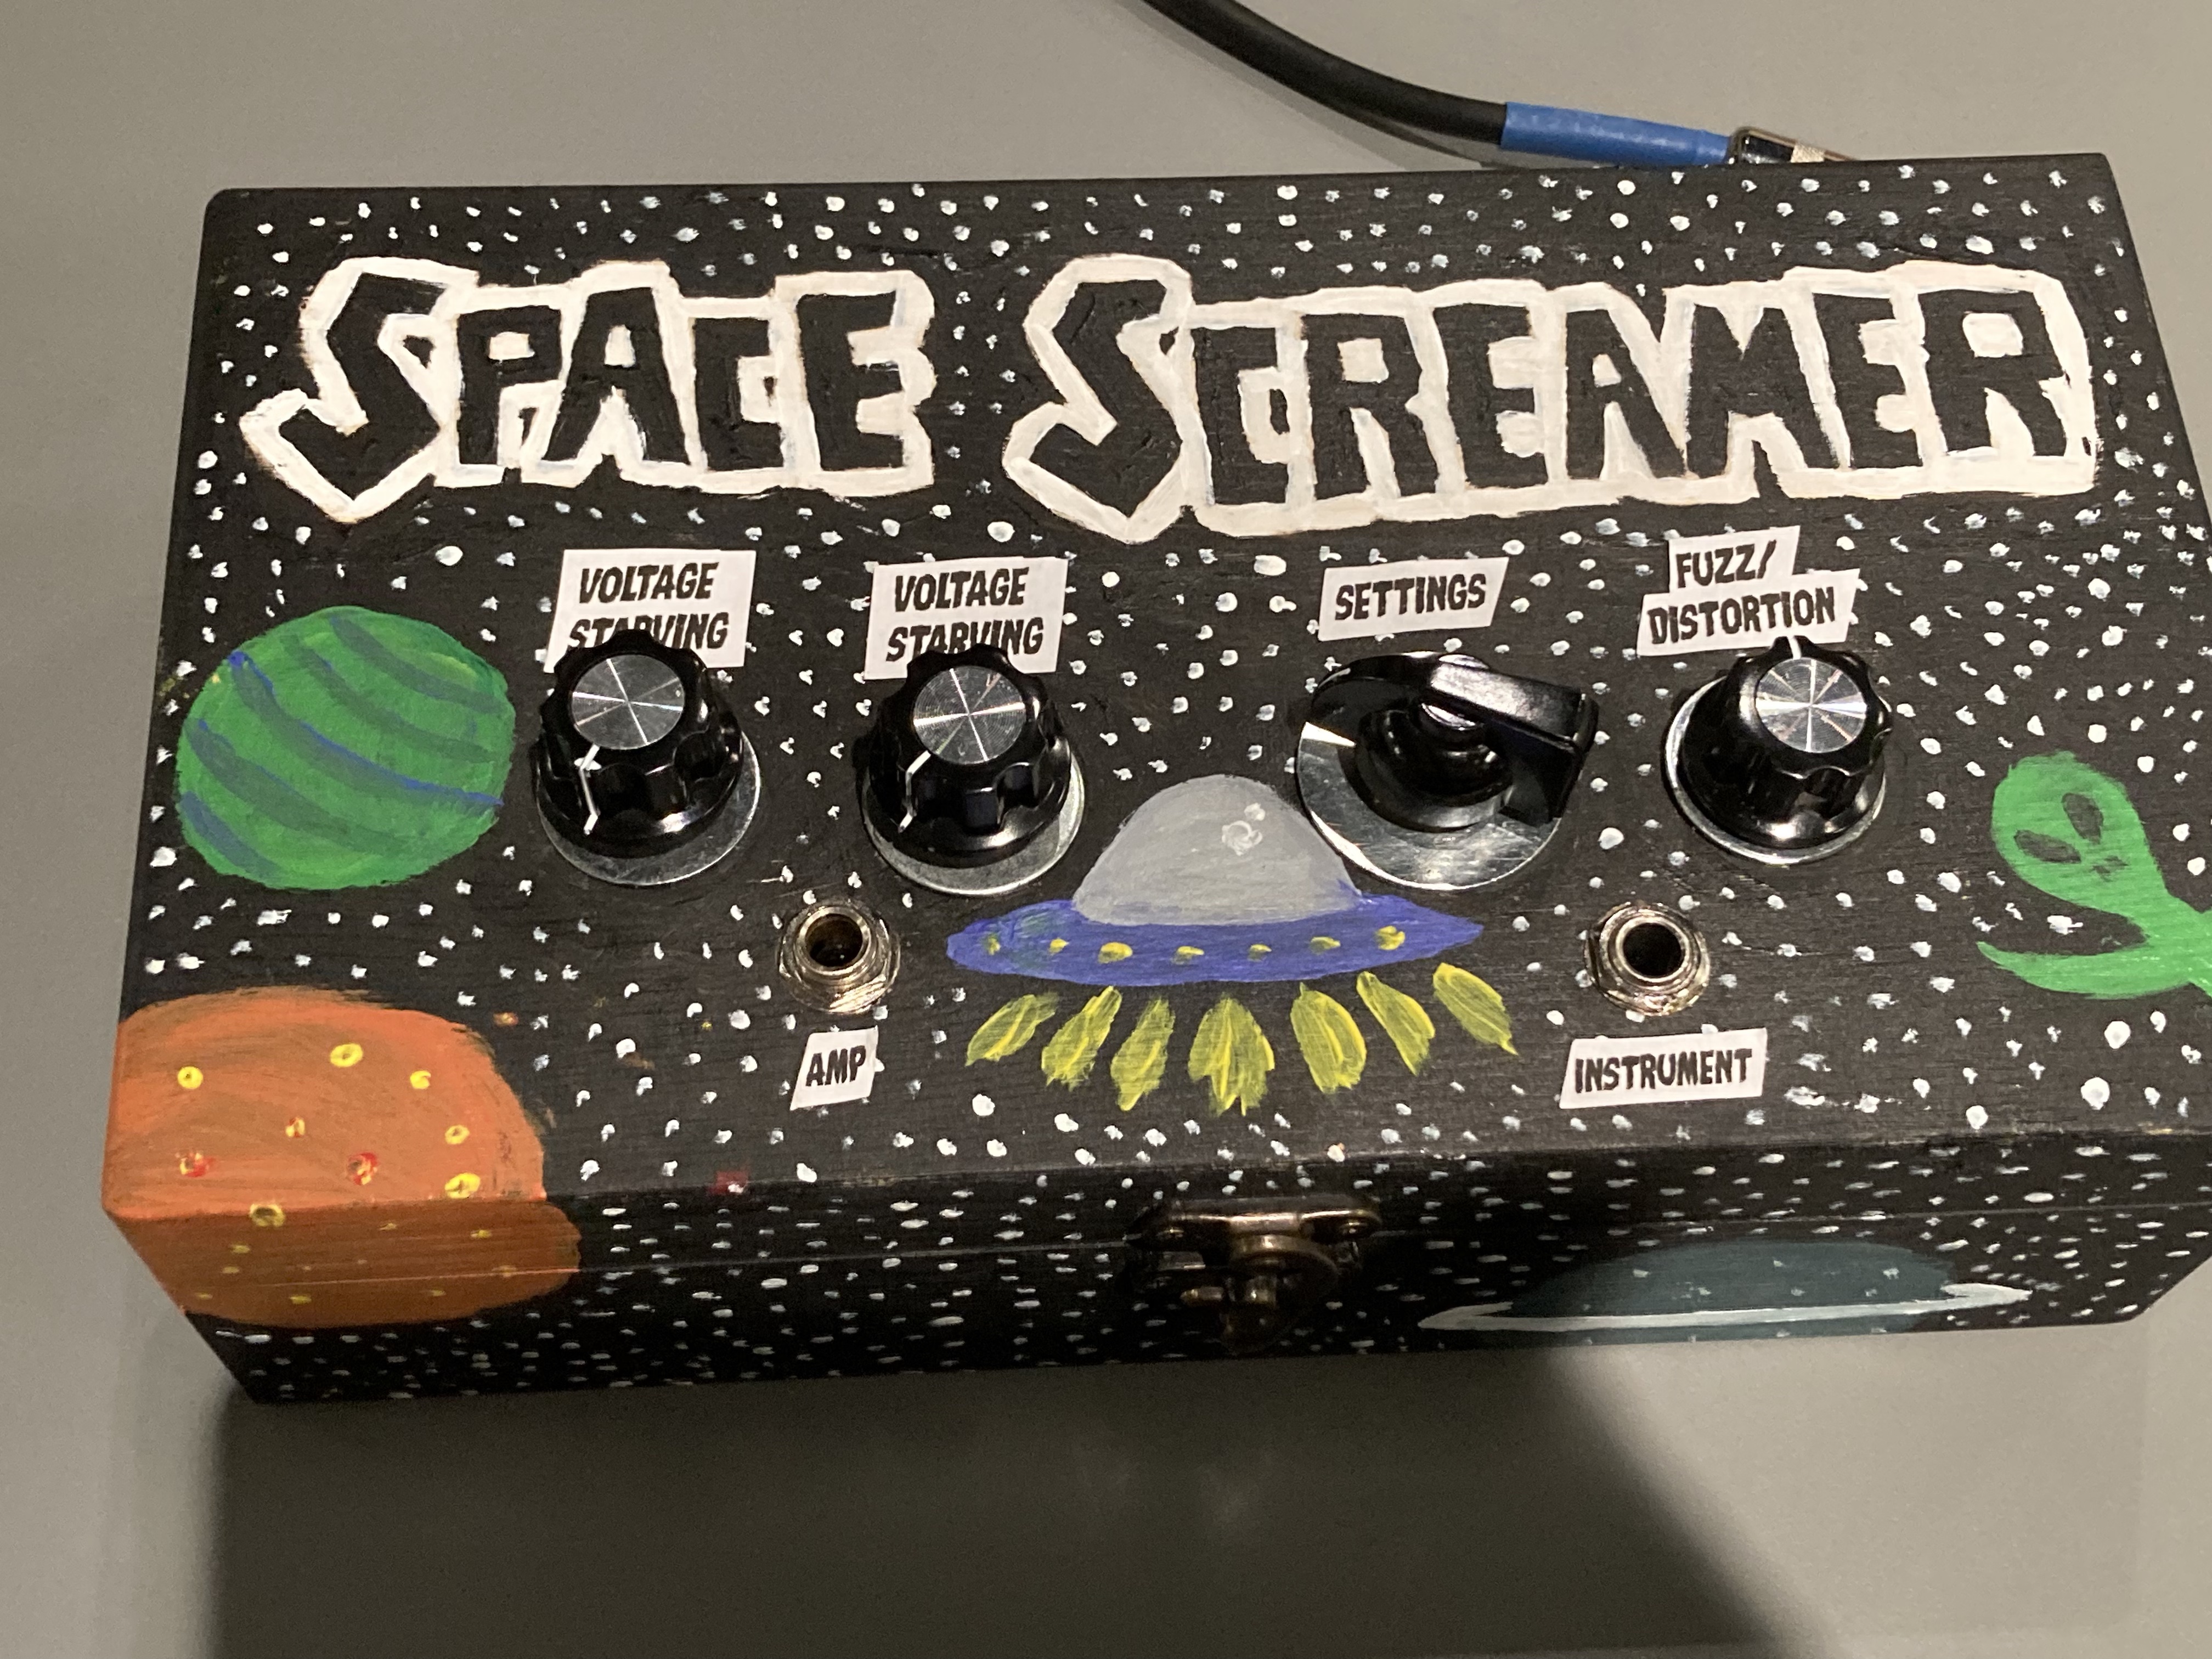 SPACE SCREAMER
VOLTAGE
STARVING
VOLTAGE
STARVING
SETTINGS
FUZZ/
DISTORTION
AMP
INSTRUMENT